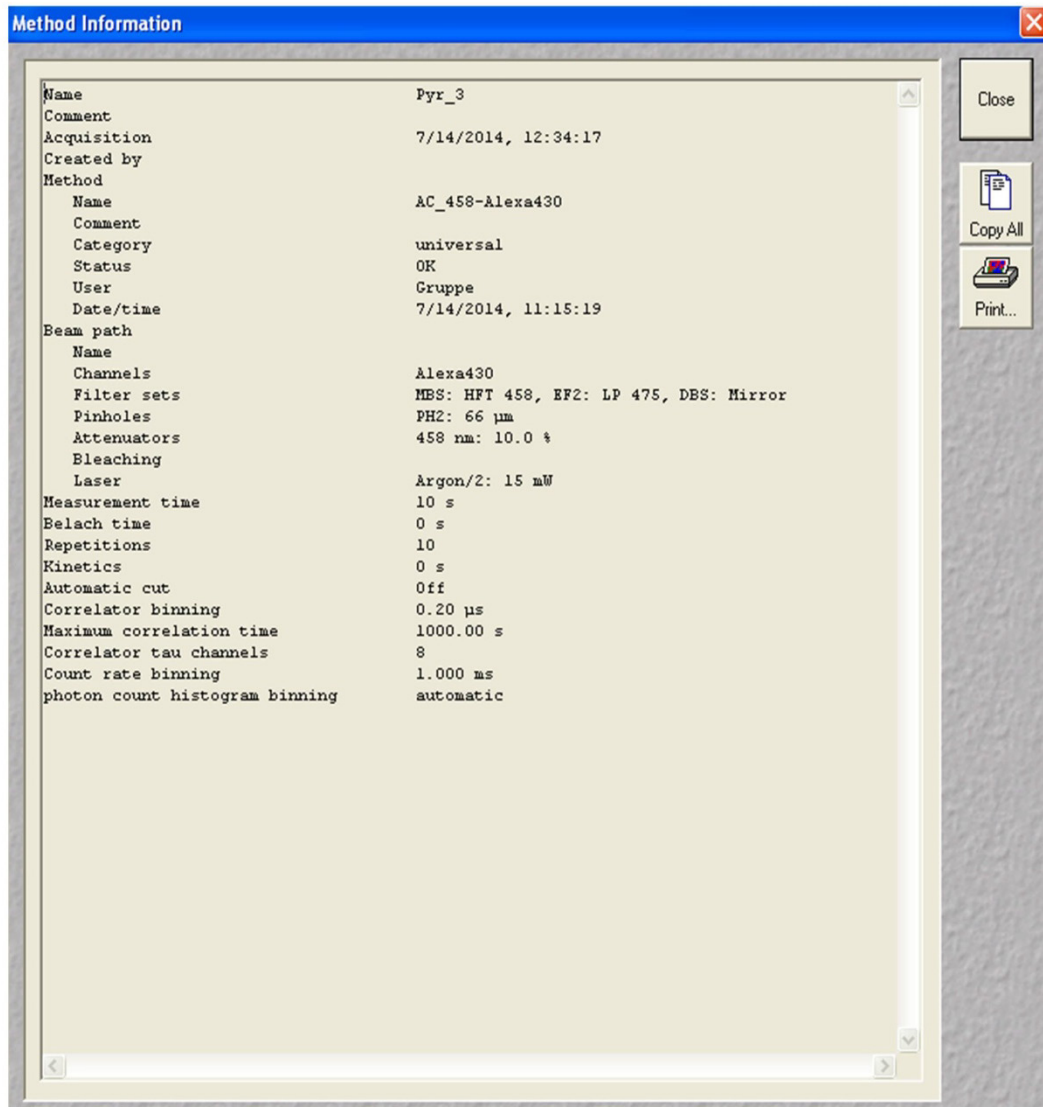 Method Information
Name Pyr_3
Comment
Acquisition 7/14/2014, 12:34:17
Created by
Method
Name AC_458-Alexa430
Comment
Category universal
Status OK
User Gruppe
Date/time 7/14/2014, 11:15:19
Beam path
Name
Channels Alexa430
Filter sets MBS: HFT 458, EF2: LP 475, DBS: Mirror
Pinholes PH2: 66 µm
Attenuators 458 nm: 10.0 %
Bleaching
Laser Argon/2: 15 mW
Measurement time 10 s
Belach time 0 s
Repetitions 10
Kinetics 0 s
Automatic cut Off
Correlator binning 0.20 µs
Maximum correlation time 1000.00 s
Correlator tau channels 8
Count rate binning 1.000 ms
photon count histogram binning automatic
Close
Copy All
Print...